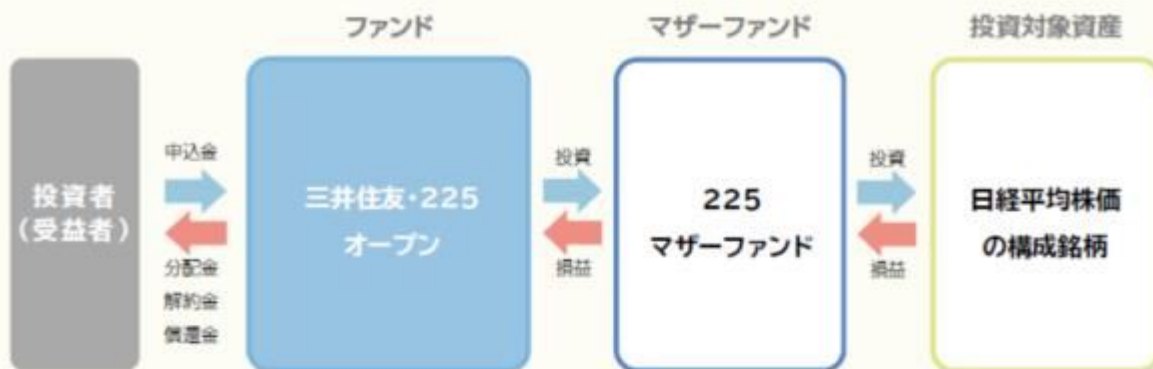 ファンド
マザーファンド
投資対象資産
投資者
（受益者）
申込金
分配金
解約金
償還金
三井住友・225
オープン
投資
損益
225
マザーファンド
投資
損益
日経平均株価
の構成銘柄